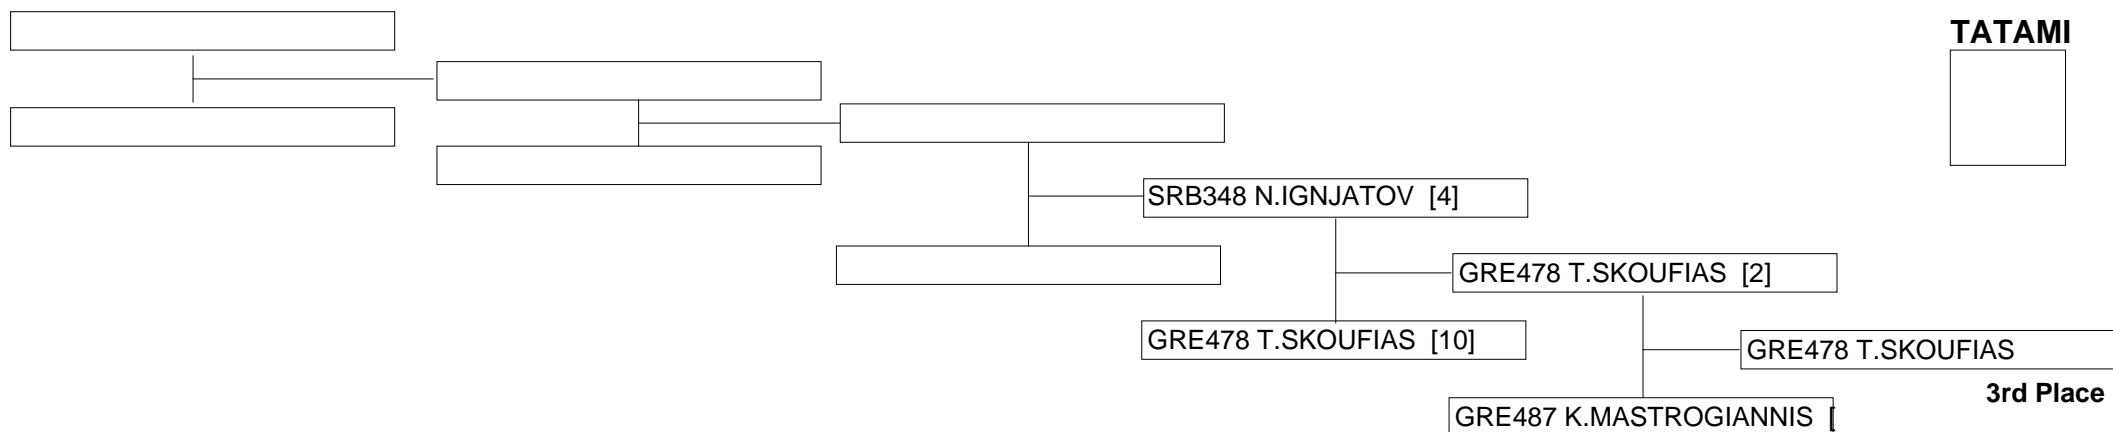 TATAMI
SRB348 N.IGNJATOV [4]
GRE478 T.SKOUFIAS [2]
GRE478 T.SKOUFIAS [10]
GRE478 T.SKOUFIAS
3rd Place
GRE487 K.MASTROGIANNIS [